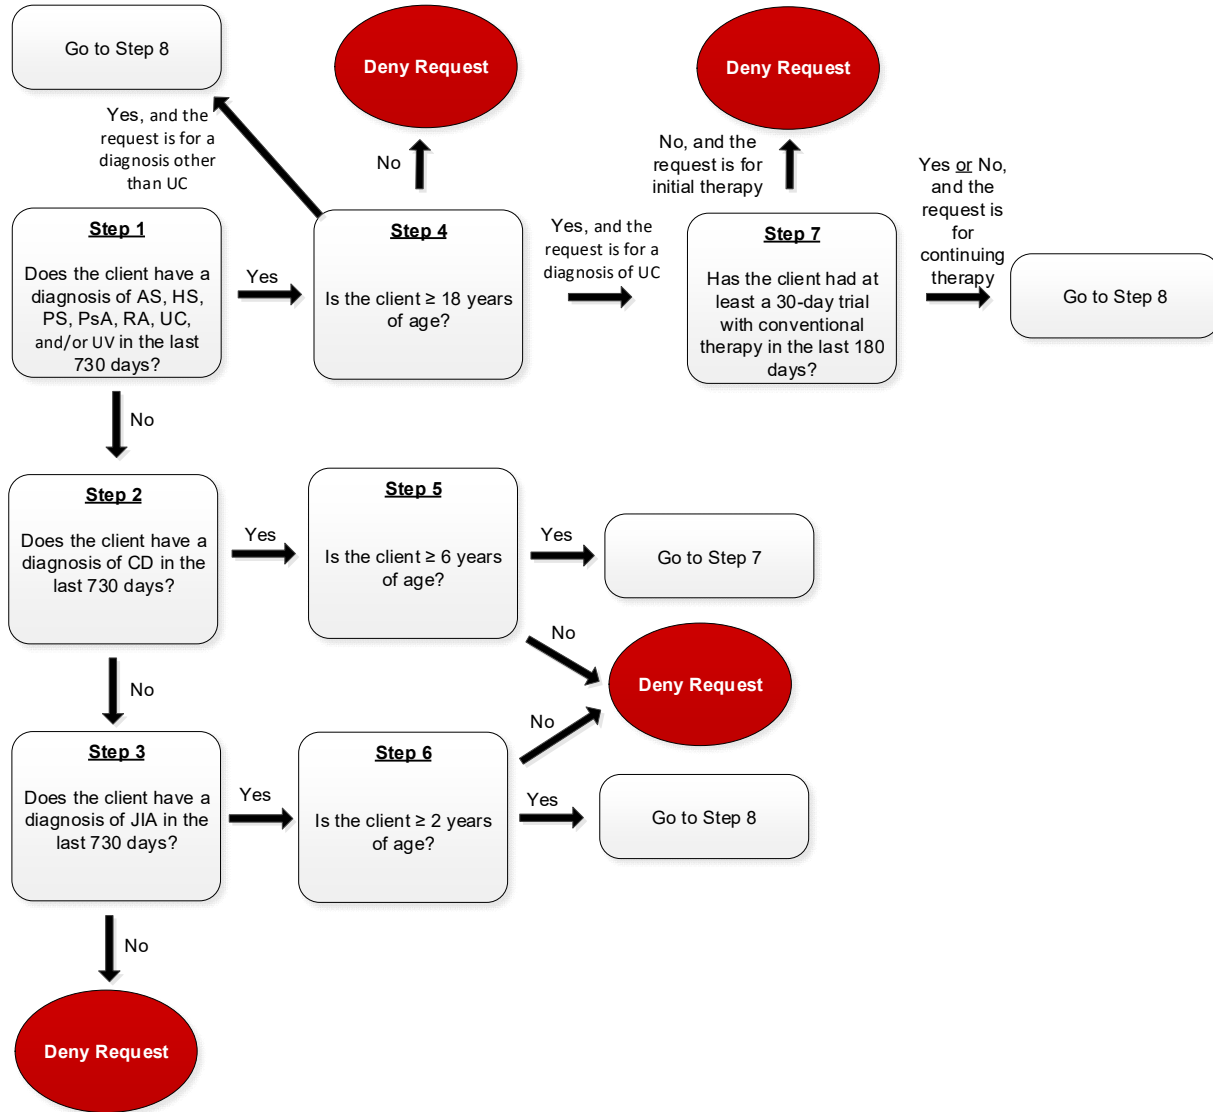 Go to Step 8
Deny Request
Deny Request
Yes, and the
request is for a
diagnosis other
than UC
No
No, and the
request is for
initial therapy
Yes or No,
and the
request is
for
continuing
therapy
Step 1
Does the client have a
diagnosis of AS, HS,
PS, PsA, RA, UC,
and/or UV in the last
730 days?
Yes
Step 4
Is the client ≥ 18 years
of age?
Yes, and the
request is for a
diagnosis of UC
Step 7
Has the client had at
least a 30-day trial
with conventional
therapy in the last 180
days?
Go to Step 8
No
Step 2
Does the client have a
diagnosis of CD in the
last 730 days?
Yes
Step 5
Is the client ≥ 6 years
of age?
Yes
Go to Step 7
No
Deny Request
No
No
Step 3
Does the client have a
diagnosis of JIA in the
last 730 days?
Yes
Step 6
Is the client ≥ 2 years
of age?
Yes
Go to Step 8
No
Deny Request